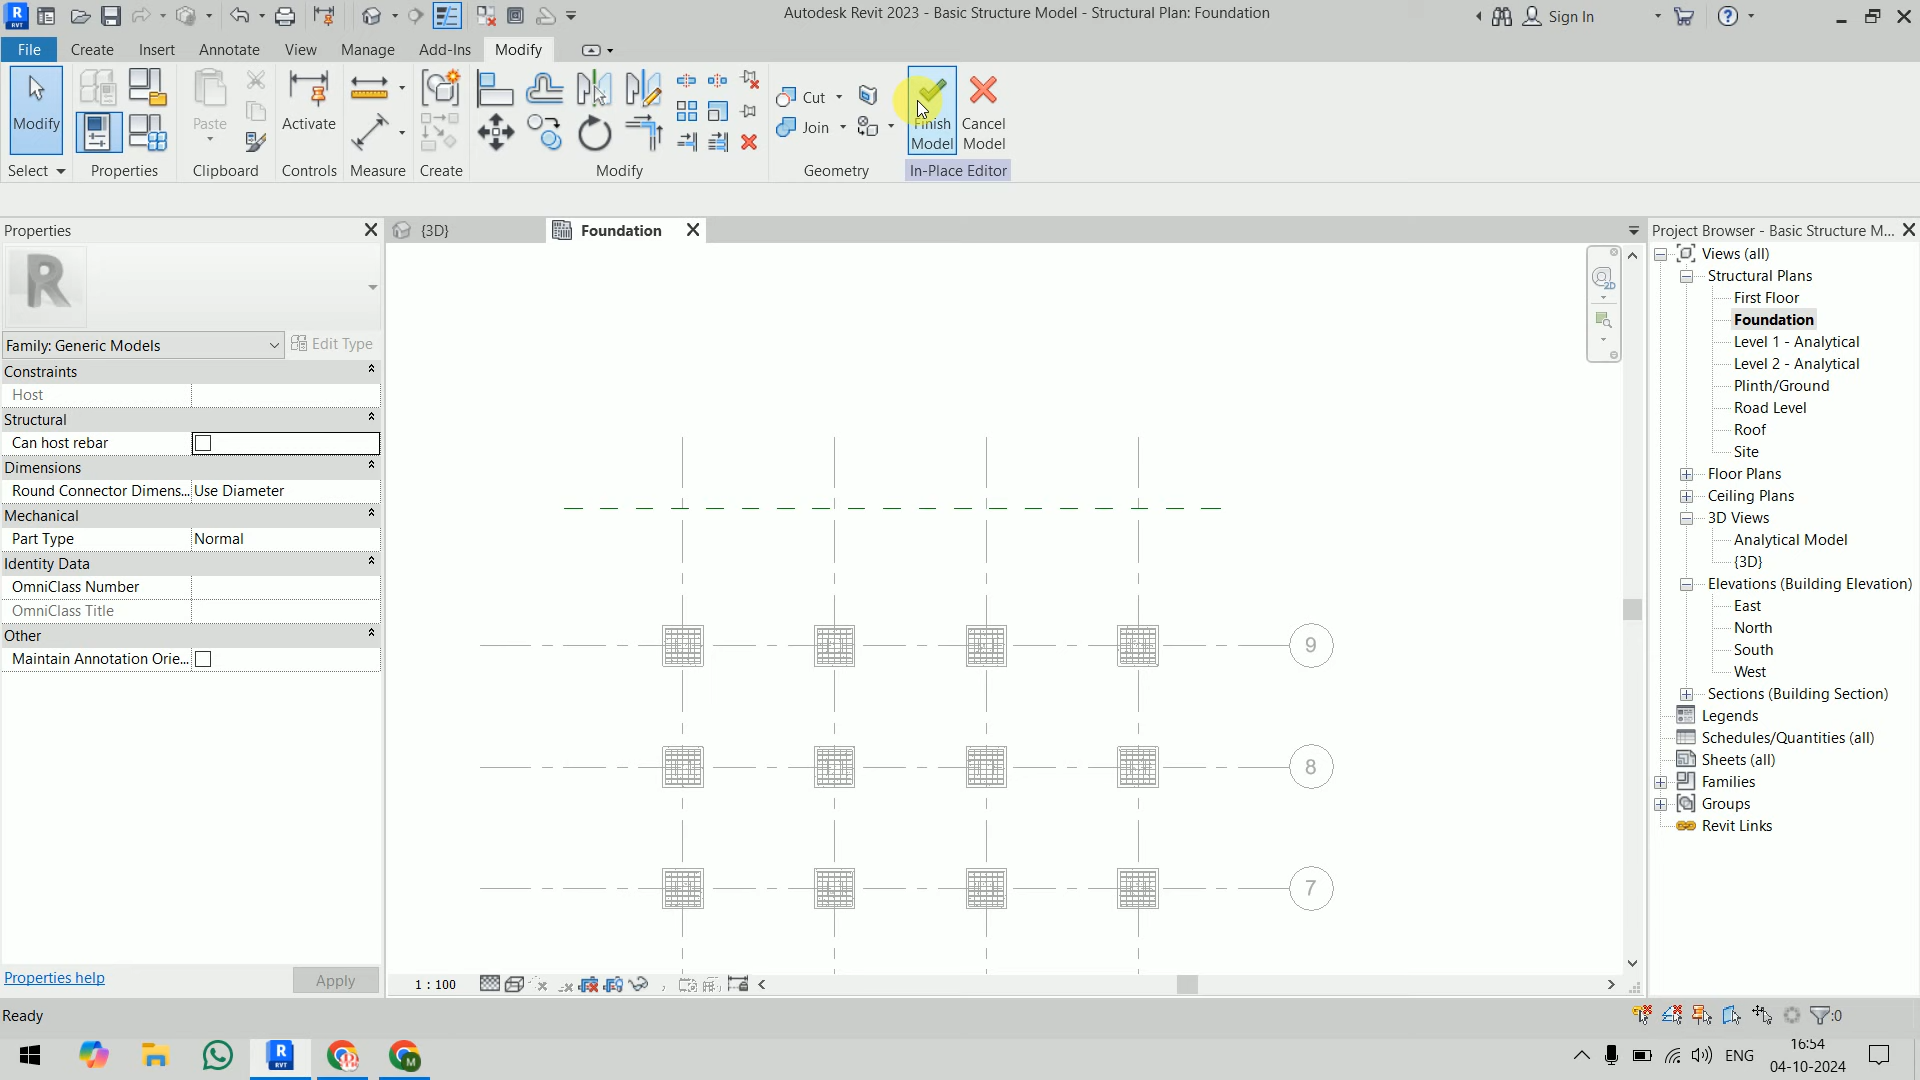 Autodesk Revit 2023 - Basic Structure Model - Structural Plan: Foundation
Sign In
File Create Insert Annotate View Manage Add-Ins Modify
Modify
Paste
Activate
Cut
Join
Finish
Model
Cancel
Model
Select Properties Clipboard Controls Measure Create Modify Geometry In-Place Editor
Properties
{3D}
Foundation
Project Browser - Basic Structure M...
Family: Generic Models
Edit Type
Constraints
Host
Structural
Can host rebar
Dimensions
Round Connector Dimens... Use Diameter
Mechanical
Part Type Normal
Identity Data
OmniClass Number
OmniClass Title
Other
Maintain Annotation Orie...
Properties help
Apply
9
8
7
1 : 100
Views (all)
Structural Plans
First Floor
Foundation
Level 1 - Analytical
Level 2 - Analytical
Plinth/Ground
Road Level
Roof
Site
Floor Plans
Ceiling Plans
3D Views
Analytical Model
{3D}
Elevations (Building Elevation)
East
North
South
West
Sections (Building Section)
Legends
Schedules/Quantities (all)
Sheets (all)
Families
Groups
Revit Links
Ready
:0
ENG
16:54
04-10-2024